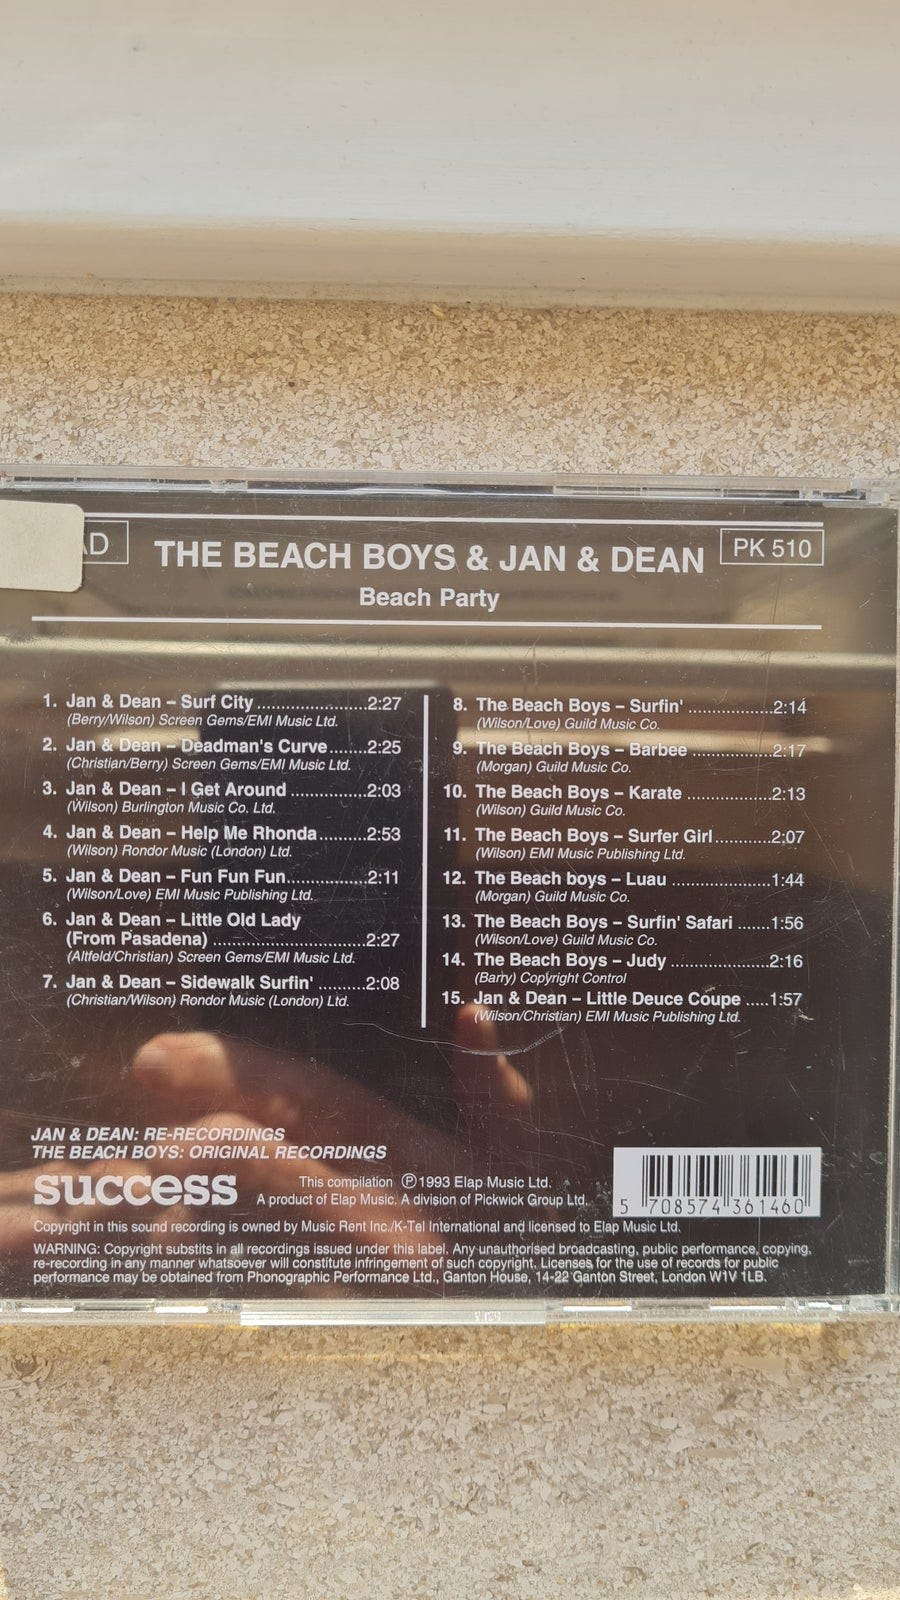 AD
THE BEACH BOYS & JAN & DEAN
PK 510
Beach Party
1. Jan & Dean – Surf City ........................2:27
(Berry/Wilson) Screen Gems/EMI Music Ltd.
2. Jan & Dean – Deadman's Curve........2:25
(Christian/Berry) Screen Gems/EMI Music Ltd.
3. Jan & Dean – I Get Around .................2:03
(Wilson) Burlington Music Co. Ltd.
4. Jan & Dean – Help Me Rhonda..........2:53
(Wilson) Rondor Music (London) Ltd.
5. Jan & Dean – Fun Fun Fun.................2:11
(Wilson/Love) EMI Music Publishing Ltd.
6. Jan & Dean – Little Old Lady
(From Pasadena) .................................2:27
(Altfeld/Christian) Screen Gems/EMI Music Ltd.
7. Jan & Dean – Sidewalk Surfin' ..........2:08
(Christian/Wilson) Rondor Music (London) Ltd.
8. The Beach Boys – Surfin' ..................2:14
(Wilson/Love) Guild Music Co.
9. The Beach Boys – Barbee .................2:17
(Morgan) Guild Music Co.
10. The Beach Boys – Karate ..................2:13
(Wilson) Guild Music Co.
11. The Beach Boys – Surfer Girl............2:07
(Wilson) EMI Music Publishing Ltd.
12. The Beach boys – Luau .....................1:44
(Morgan) Guild Music Co.
13. The Beach Boys – Surfin' Safari .......1:56
(Wilson/Love) Guild Music Co.
14. The Beach Boys – Judy .....................2:16
(Barry) Copyright Control
15. Jan & Dean – Little Deuce Coupe .....1:57
(Wilson/Christian) EMI Music Publishing Ltd.
JAN & DEAN: RE-RECORDINGS
THE BEACH BOYS: ORIGINAL RECORDINGS
success
This compilation ℗ 1993 Elap Music Ltd.
A product of Elap Music. A division of Pickwick Group Ltd.
5 708574 361460
Copyright in this sound recording is owned by Music Rent Inc./K-Tel International and licensed to Elap Music Ltd.
WARNING: Copyright substits in all recordings issued under this label. Any unauthorised broadcasting, public performance, copying,
re-recording in any manner whatsoever will constitute infringement of such copyright. Licenses for the use of records for public
performance may be obtained from Phonographic Performance Ltd., Ganton House, 14-22 Ganton Street, London W1V 1LB.